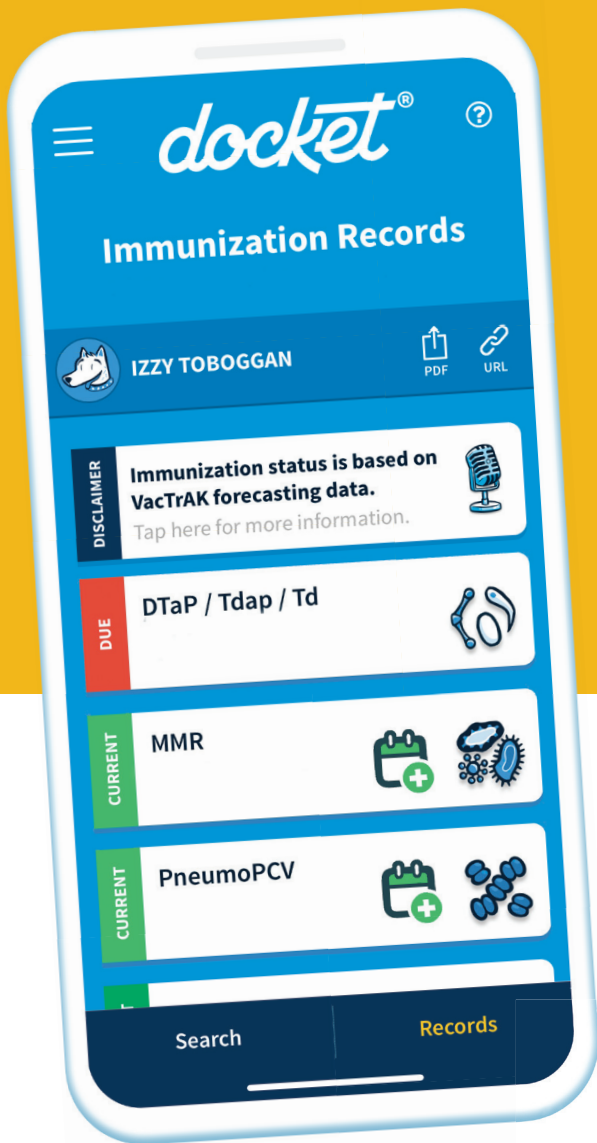 docket®
?
Immunization Records
IZZY TOBOGGAN
PDF
URL
DISCLAIMER
Immunization status is based on
VacTrAK forecasting data.
Tap here for more information.
DUE
DTaP / Tdap / Td
CURRENT
MMR
CURRENT
PneumoPCV
Search
Records